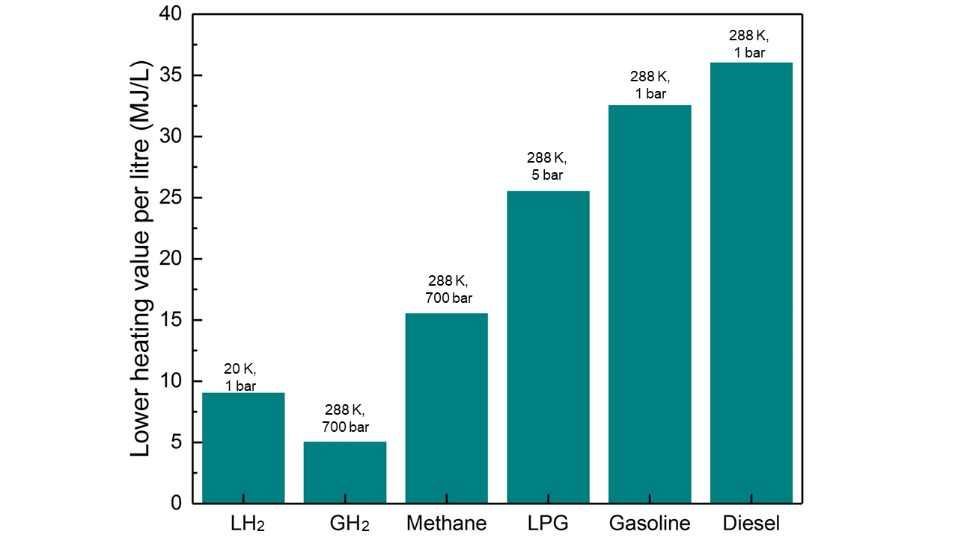 Lower heating value per litre (MJ/L)
40
35
30
25
20
15
10
5
0
20 K,
1 bar
288 K,
700 bar
288 K,
700 bar
288 K,
5 bar
288 K,
1 bar
288 K,
1 bar
LH2
GH2
Methane
LPG
Gasoline
Diesel